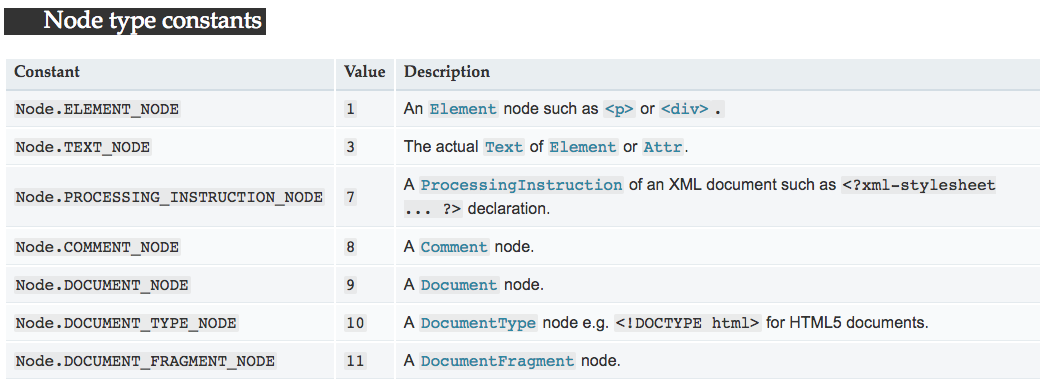 Node type constants
Constant Value Description
Node.ELEMENT_NODE 1 An Element node such as <p> or <div> .
Node.TEXT_NODE 3 The actual Text of Element or Attr.
Node.PROCESSING_INSTRUCTION_NODE 7 A ProcessingInstruction of an XML document such as <?xml-stylesheet
... ?> declaration.
Node.COMMENT_NODE 8 A Comment node.
Node.DOCUMENT_NODE 9 A Document node.
Node.DOCUMENT_TYPE_NODE 10 A DocumentType node e.g. <!DOCTYPE html> for HTML5 documents.
Node.DOCUMENT_FRAGMENT_NODE 11 A DocumentFragment node.